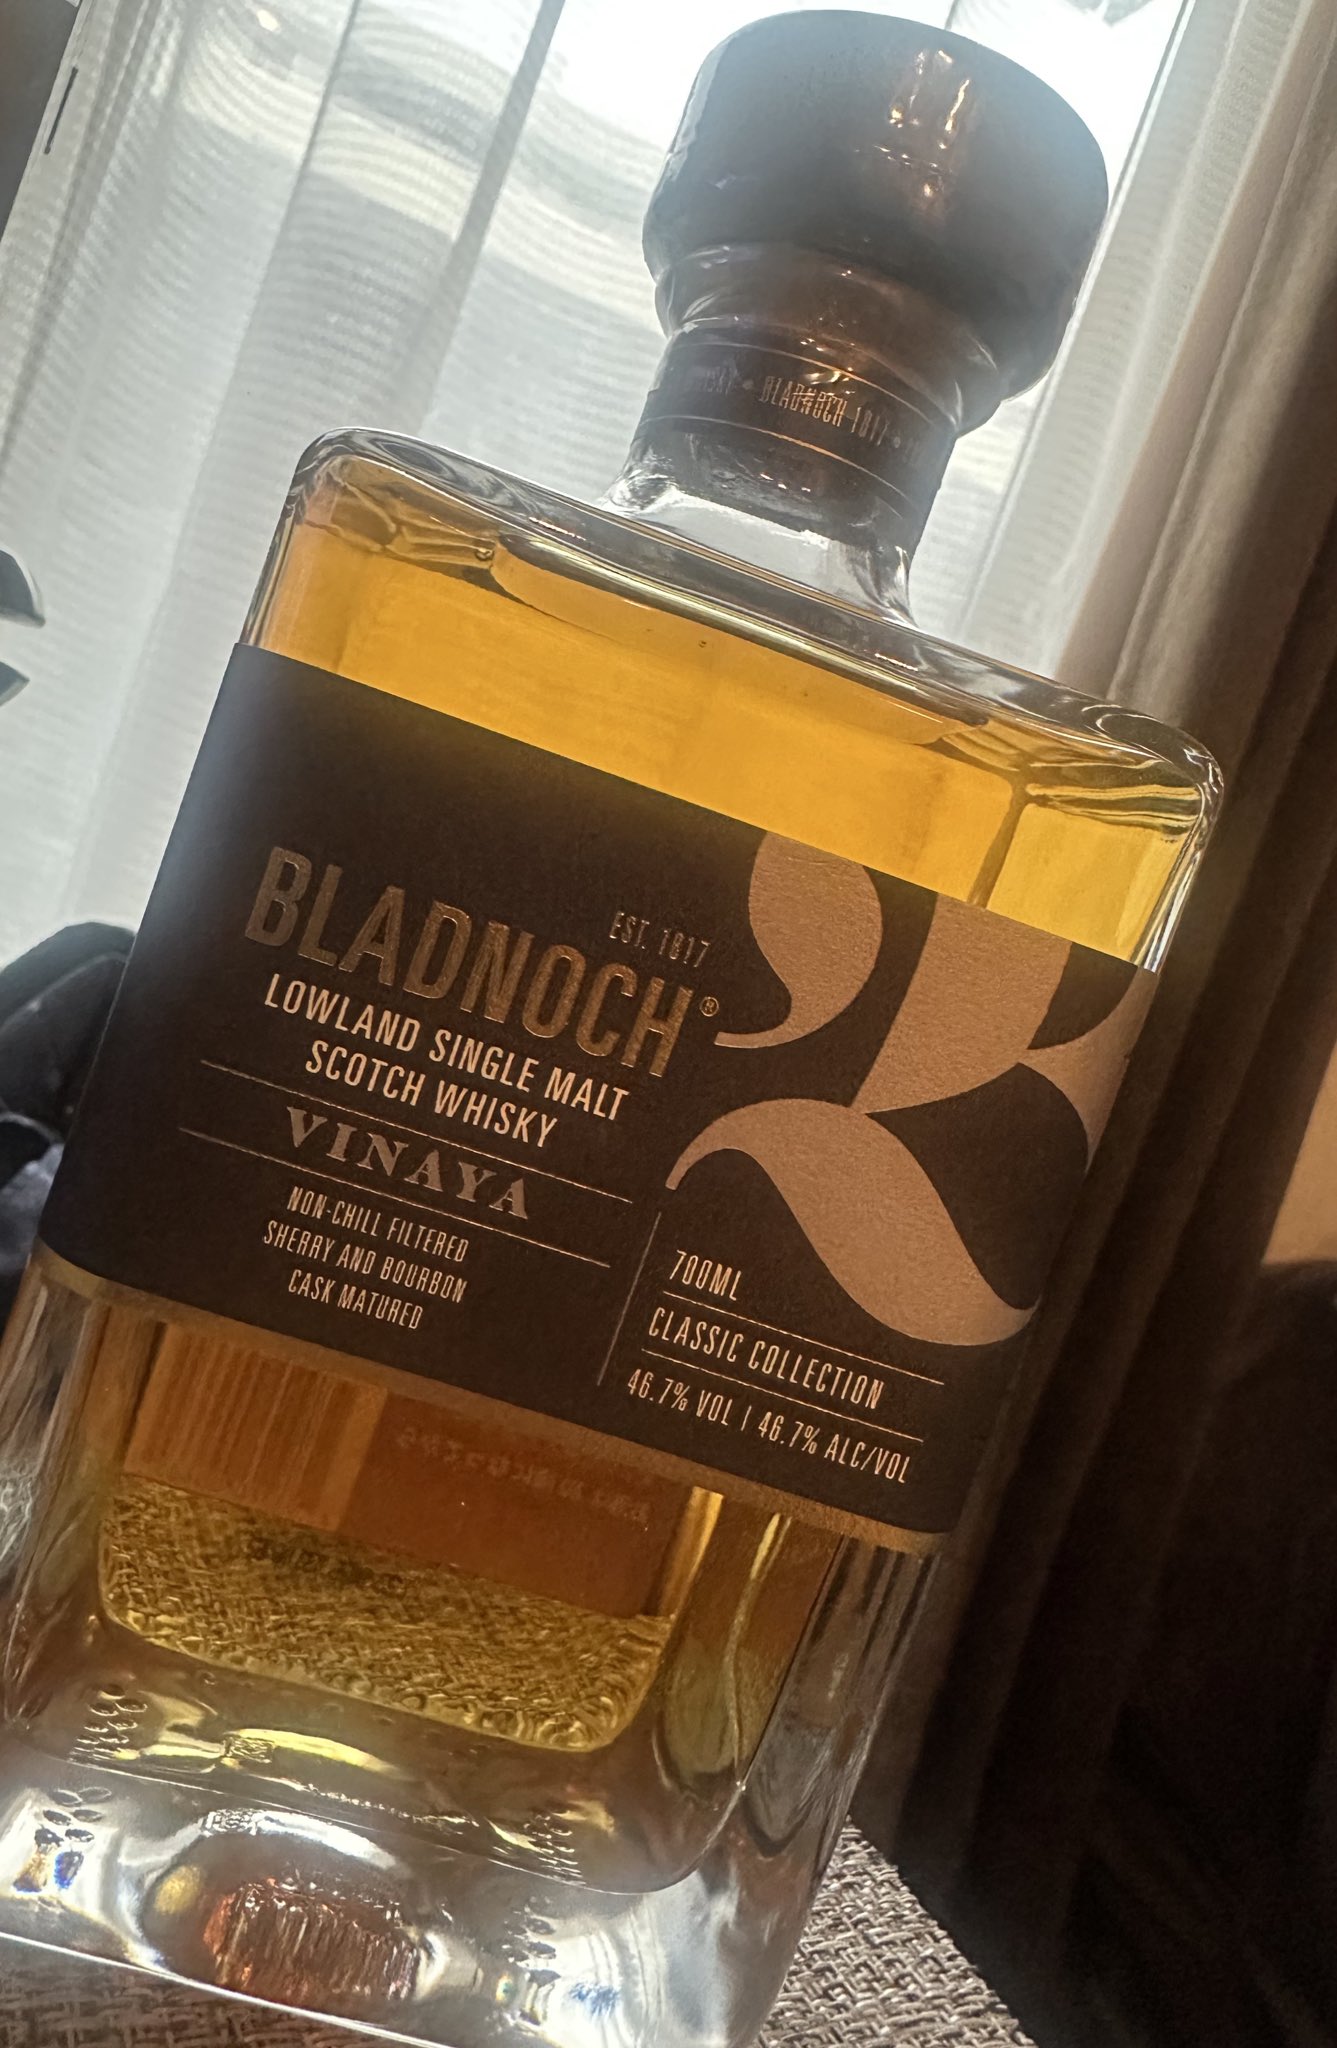 WHISKY • BLADNOCH 1817 •
EST. 1817
BLADNOCH®
LOWLAND SINGLE MALT
SCOTCH WHISKY
VINAYA
NON-CHILL FILTERED
SHERRY AND BOURBON
CASK MATURED
700ML
CLASSIC COLLECTION
46.7% VOL | 46.7% ALC/VOL